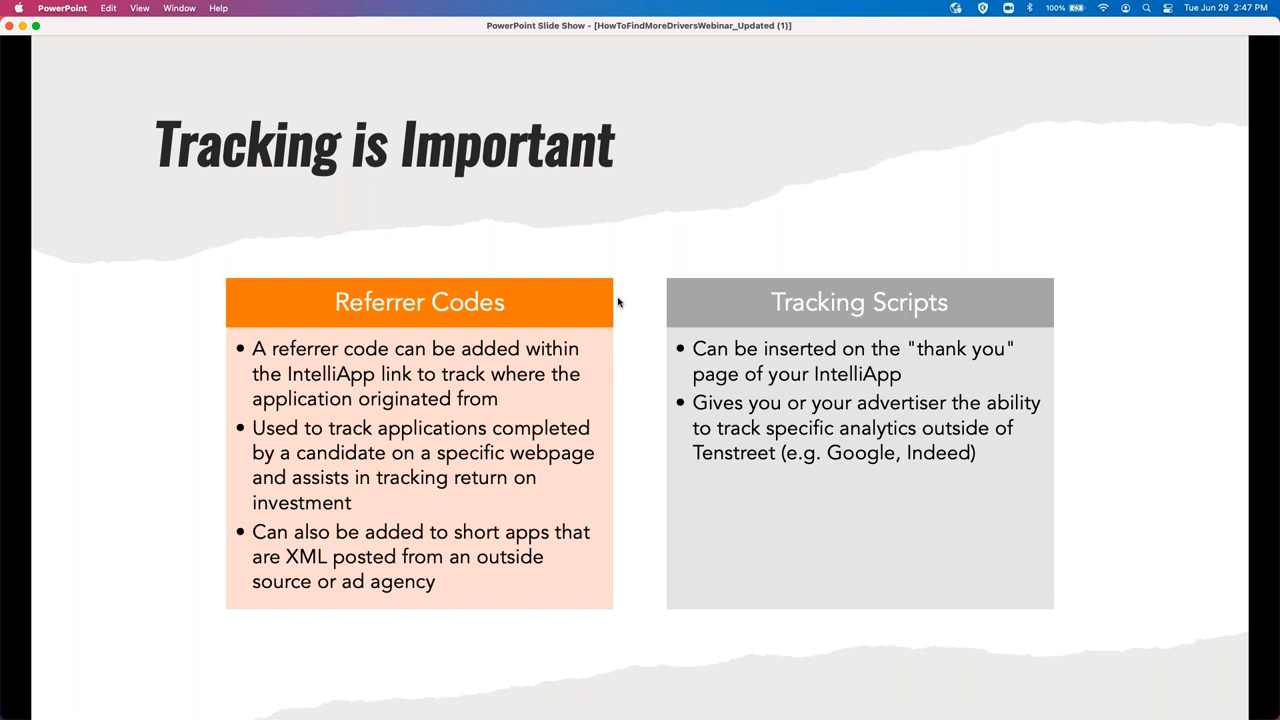 PowerPoint Edit View Window Help
100% Tue Jun 29 2:47 PM
PowerPoint Slide Show - [HowToFindMoreDriversWebinar_Updated (1)]
Tracking is Important
Referrer Codes
• A referrer code can be added within
the IntelliApp link to track where the
application originated from
• Used to track applications completed
by a candidate on a specific webpage
and assists in tracking return on
investment
• Can also be added to short apps that
are XML posted from an outside
source or ad agency
Tracking Scripts
• Can be inserted on the "thank you"
page of your IntelliApp
• Gives you or your advertiser the ability
to track specific analytics outside of
Tenstreet (e.g. Google, Indeed)